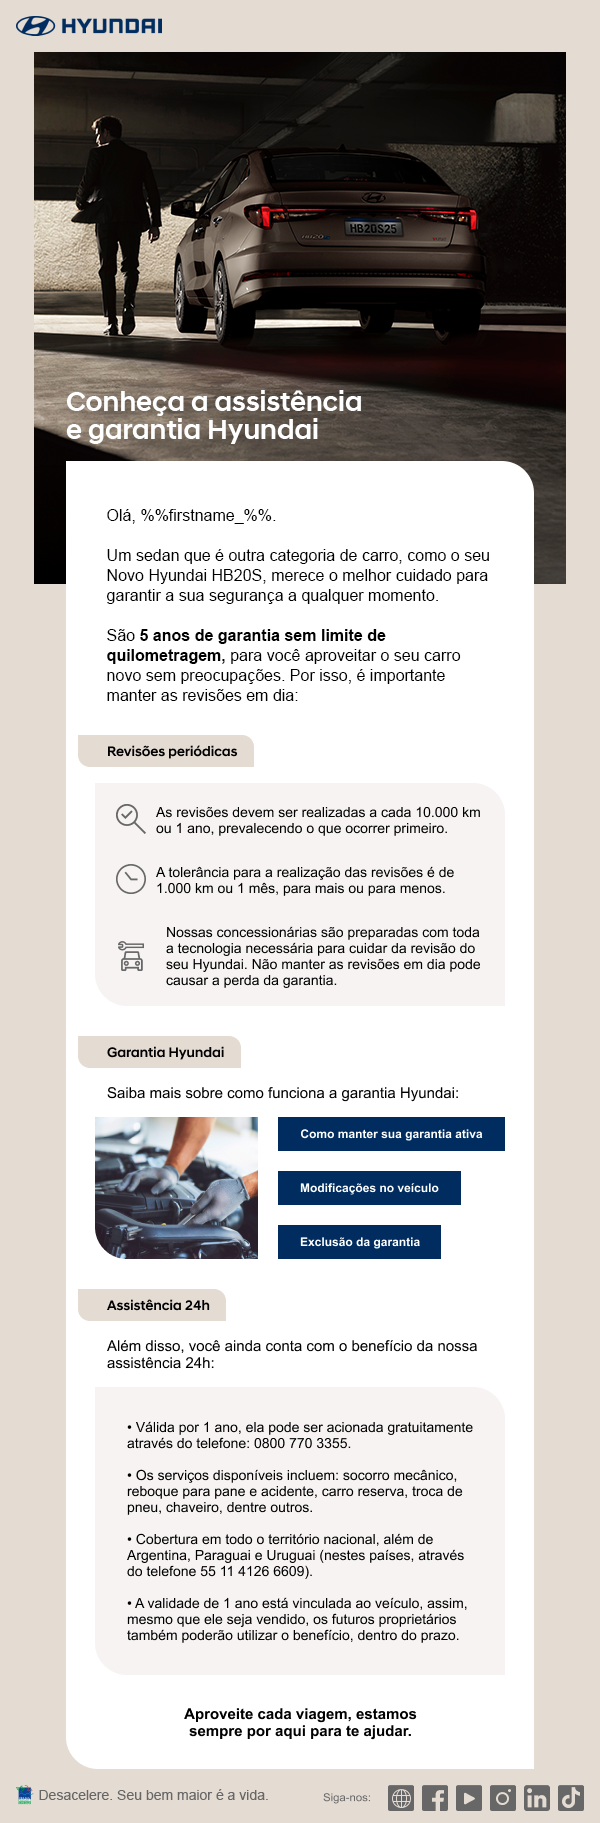 HYUNDAI
HB20S25
Conheça a assistência
e garantia Hyundai
Olá, %%firstname_%%.
Um sedan que é outra categoria de carro, como o seu
Novo Hyundai HB20S, merece o melhor cuidado para
garantir a sua segurança a qualquer momento.
São 5 anos de garantia sem limite de
quilometragem, para você aproveitar o seu carro
novo sem preocupações. Por isso, é importante
manter as revisões em dia:
Revisões periódicas
As revisões devem ser realizadas a cada 10.000 km
ou 1 ano, prevalecendo o que ocorrer primeiro.
A tolerância para a realização das revisões é de
1.000 km ou 1 mês, para mais ou para menos.
Nossas concessionárias são preparadas com toda
a tecnologia necessária para cuidar da revisão do
seu Hyundai. Não manter as revisões em dia pode
causar a perda da garantia.
Garantia Hyundai
Saiba mais sobre como funciona a garantia Hyundai:
Como manter sua garantia ativa
Modificações no veículo
Exclusão da garantia
Assistência 24h
Além disso, você ainda conta com o benefício da nossa
assistência 24h:
• Válida por 1 ano, ela pode ser acionada gratuitamente
através do telefone: 0800 770 3355.
• Os serviços disponíveis incluem: socorro mecânico,
reboque para pane e acidente, carro reserva, troca de
pneu, chaveiro, dentre outros.
• Cobertura em todo o território nacional, além de
Argentina, Paraguai e Uruguai (nestes países, através
do telefone 55 11 4126 6609).
• A validade de 1 ano está vinculada ao veículo, assim,
mesmo que ele seja vendido, os futuros proprietários
também poderão utilizar o benefício, dentro do prazo.
Aproveite cada viagem, estamos
sempre por aqui para te ajudar.
Desacelere. Seu bem maior é a vida.
Siga-nos: